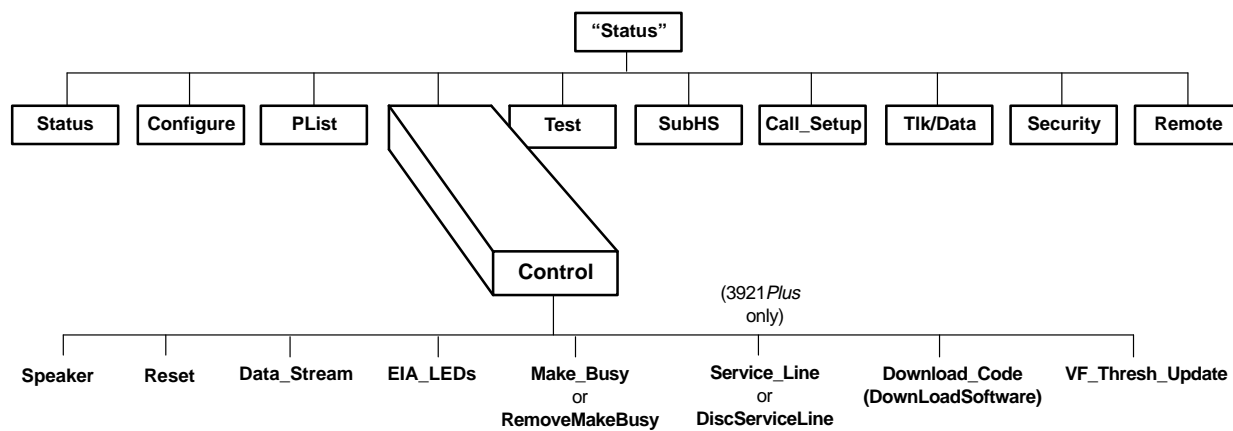 “Status”
Status
Configure
PList
Test
SubHS
Call_Setup
Tlk/Data
Security
Remote
Control
(3921Plus
only)
Speaker
Reset
Data_Stream
EIA_LEDs
Make_Busy
or
RemoveMakeBusy
Service_Line
or
DiscServiceLine
Download_Code
(DownLoadSoftware)
VF_Thresh_Update